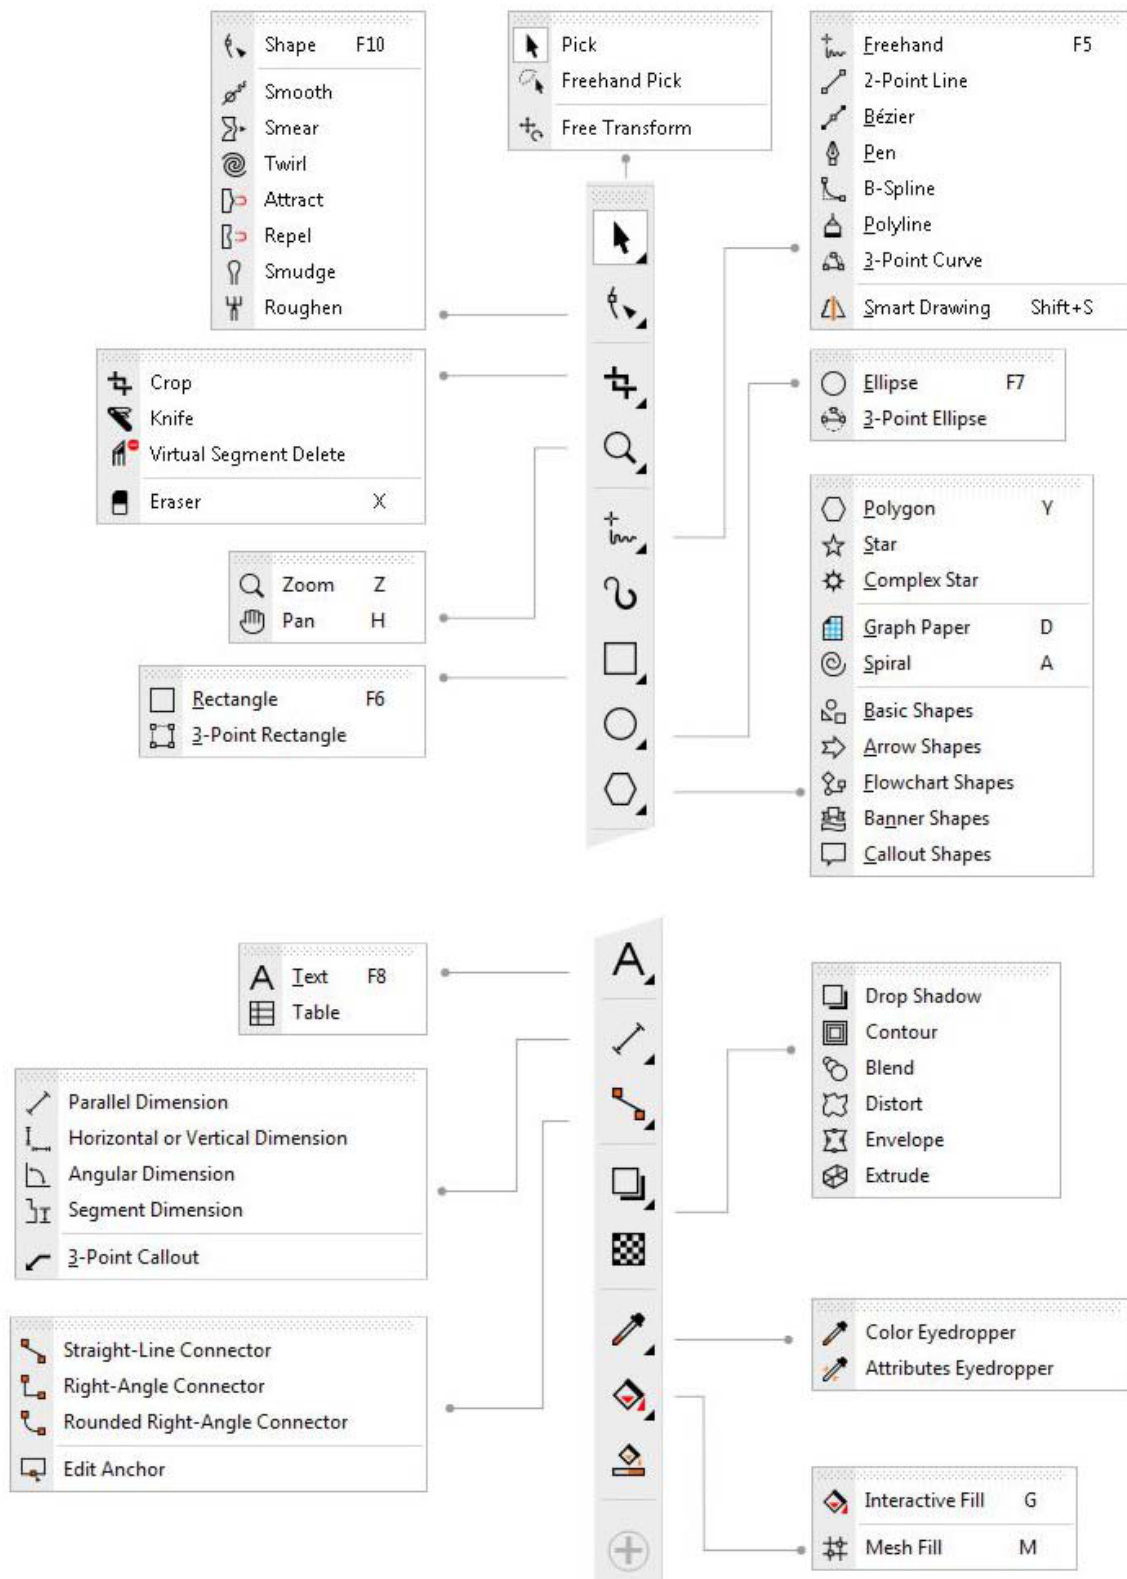 Shape F10
Smooth
Smear
Twirl
Attract
Repel
Smudge
Roughen
Pick
Freehand Pick
Free Transform
Freehand F5
2-Point Line
Bézier
Pen
B-Spline
Polyline
3-Point Curve
Smart Drawing Shift+S
Crop
Knife
Virtual Segment Delete
Eraser X
Ellipse F7
3-Point Ellipse
Zoom Z
Pan H
Polygon Y
Star
Complex Star
Graph Paper D
Spiral A
Basic Shapes
Arrow Shapes
Flowchart Shapes
Banner Shapes
Callout Shapes
Rectangle F6
3-Point Rectangle
Text F8
Table
Parallel Dimension
Horizontal or Vertical Dimension
Angular Dimension
Segment Dimension
3-Point Callout
Drop Shadow
Contour
Blend
Distort
Envelope
Extrude
Straight-Line Connector
Right-Angle Connector
Rounded Right-Angle Connector
Edit Anchor
Color Eyedropper
Attributes Eyedropper
Interactive Fill G
Mesh Fill M